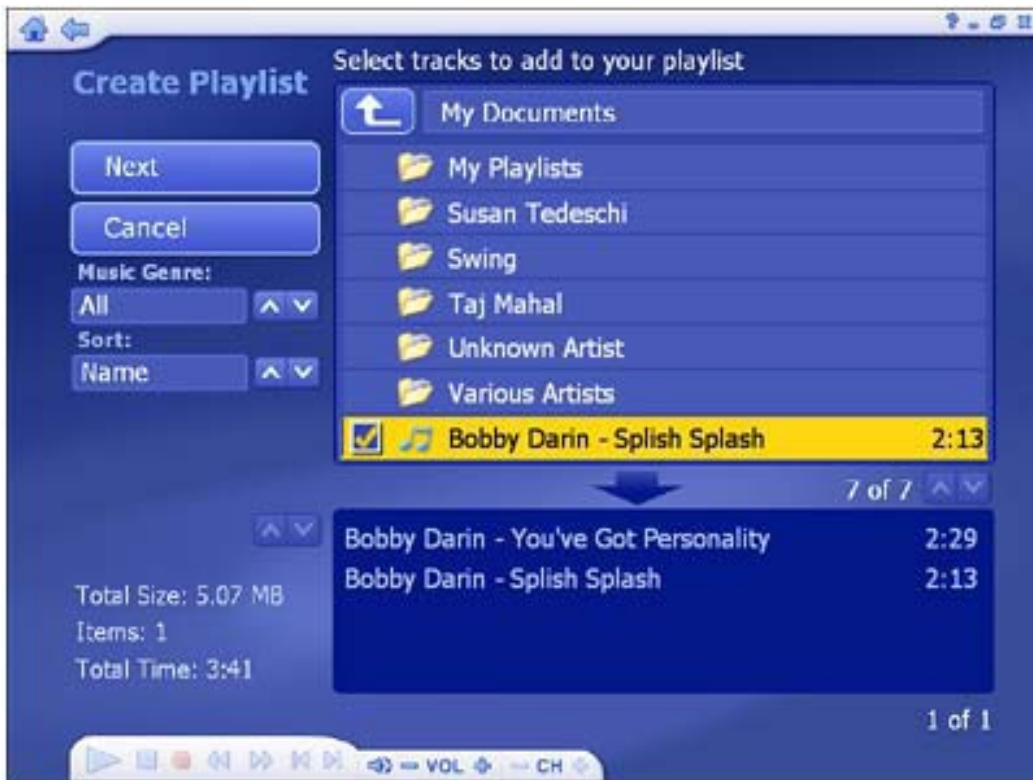 Create Playlist
Select tracks to add to your playlist
My Documents
Next
Cancel
Music Genre:
All
Sort:
Name
My Playlists
Susan Tedeschi
Swing
Taj Mahal
Unknown Artist
Various Artists
Bobby Darin - Splish Splash 2:13
7 of 7
Bobby Darin - You've Got Personality 2:29
Bobby Darin - Splish Splash 2:13
Total Size: 5.07 MB
Items: 1
Total Time: 3:41
1 of 1
VOL CH